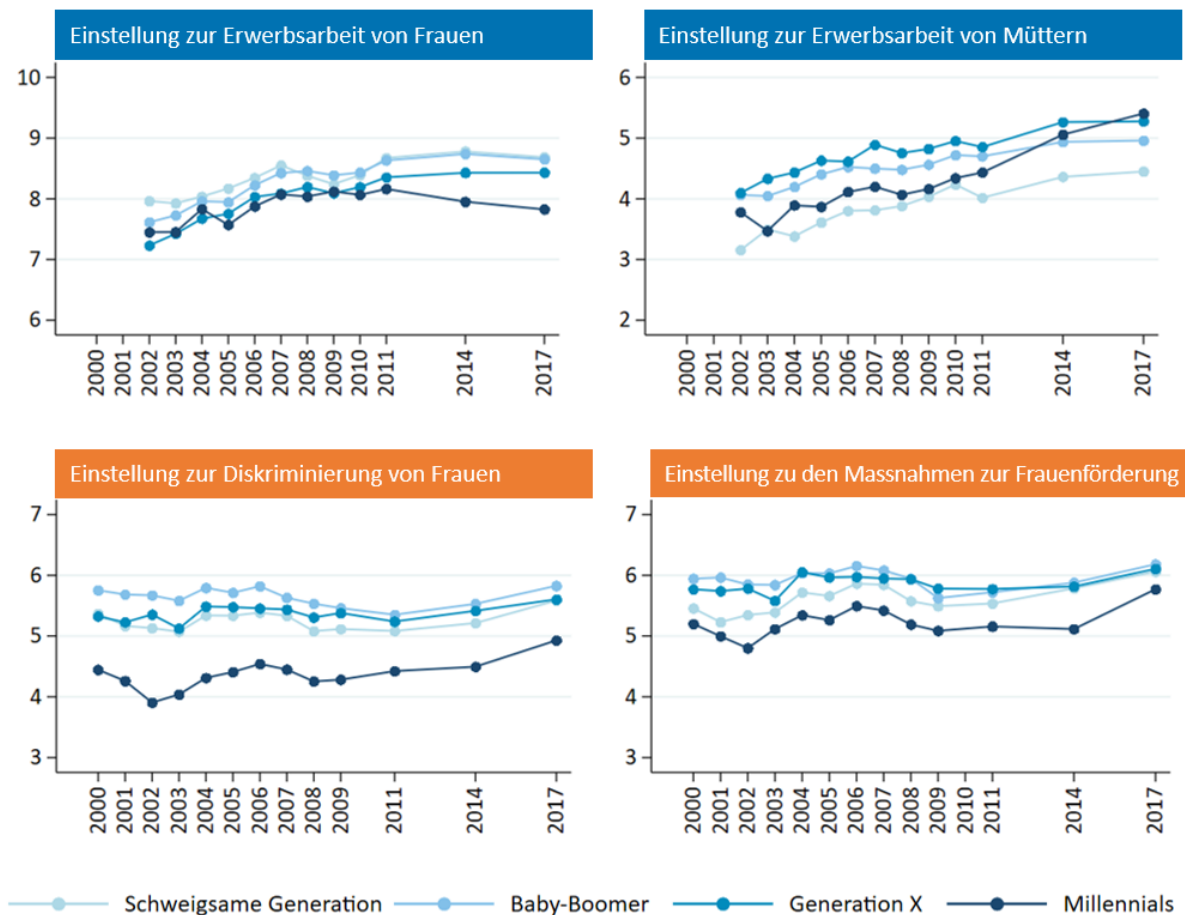 Einstellung zur Erwerbsarbeit von Frauen
10
9
8
7
6
2000 2001 2002 2003 2004 2005 2006 2007 2008 2009 2010 2011 2014 2017
Einstellung zur Erwerbsarbeit von Müttern
6
5
4
3
2
2000 2001 2002 2003 2004 2005 2006 2007 2008 2009 2010 2011 2014 2017
Einstellung zur Diskriminierung von Frauen
7
6
5
4
3
2000 2001 2002 2003 2004 2005 2006 2007 2008 2009 2011 2014 2017
Einstellung zu den Massnahmen zur Frauenförderung
7
6
5
4
3
2000 2001 2002 2003 2004 2005 2006 2007 2008 2009 2010 2011 2014 2017
Schweigsame Generation Baby-Boomer Generation X Millennials